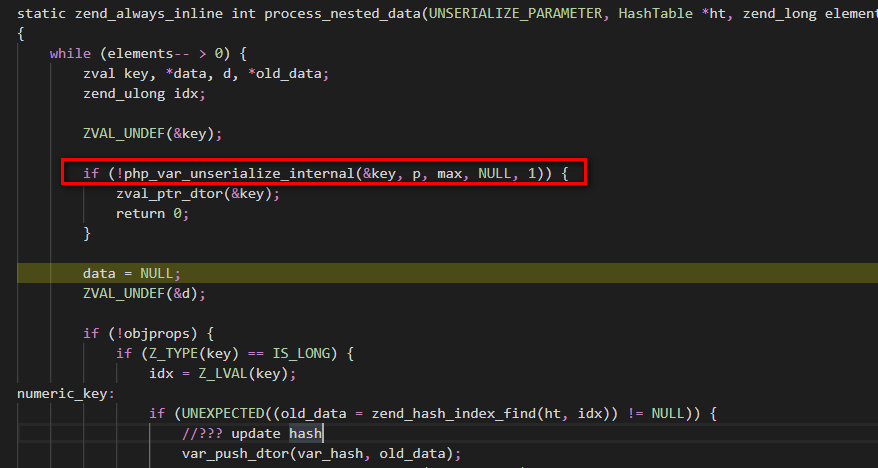 static zend_always_inline int process_nested_data(UNSERIALIZE_PARAMETER, HashTable *ht, zend_long element
{
while (elements-- > 0) {
zval key, *data, d, *old_data;
zend_ulong idx;
ZVAL_UNDEF(&key);
if (!php_var_unserialize_internal(&key, p, max, NULL, 1)) {
zval_ptr_dtor(&key);
return 0;
}
data = NULL;
ZVAL_UNDEF(&d);
if (!objprops) {
if (Z_TYPE(key) == IS_LONG) {
idx = Z_LVAL(key);
numeric_key:
if (UNEXPECTED((old_data = zend_hash_index_find(ht, idx)) != NULL)) {
//??? update hash
var_push_dtor(var_hash, old_data);